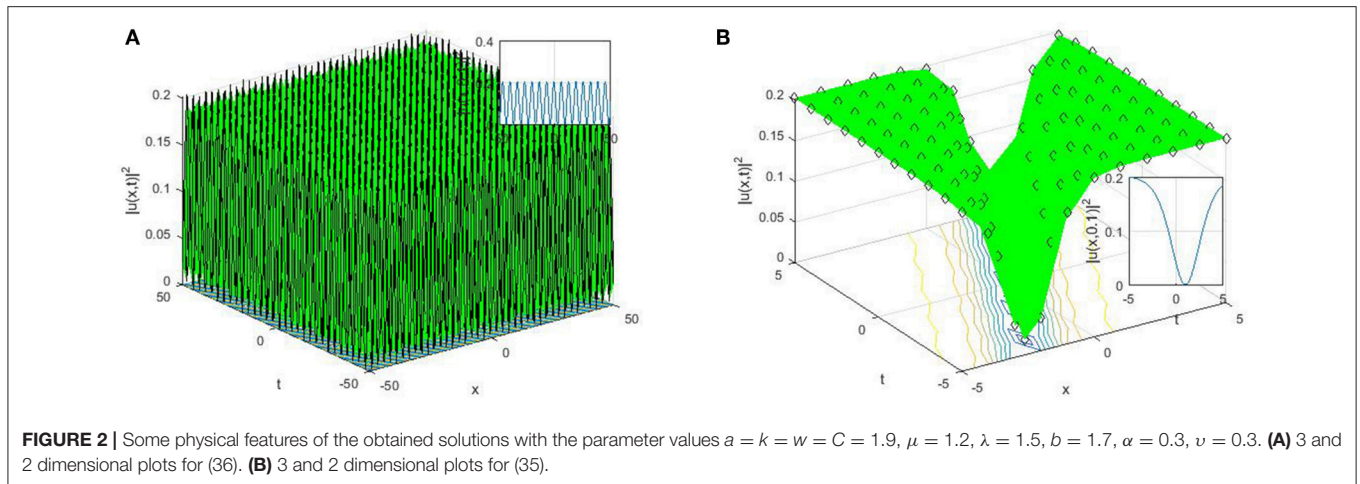 A
0.4
0.2
0.15
0.1
0.05
0
|u(x,t)|²
50
0
-50
t
-50
0
50
x
B
0.2
0.15
0.1
0.05
0
|u(x,t)|²
5
0
-5
t
-5
0
x
0.2
0.1
0
|u(x,0.1)|²
-5
0
5
t
5
FIGURE 2 | Some physical features of the obtained solutions with the parameter values a = k = w = C = 1.9, μ = 1.2, λ = 1.5, b = 1.7, α = 0.3, υ = 0.3. (A) 3 and
2 dimensional plots for (36). (B) 3 and 2 dimensional plots for (35).